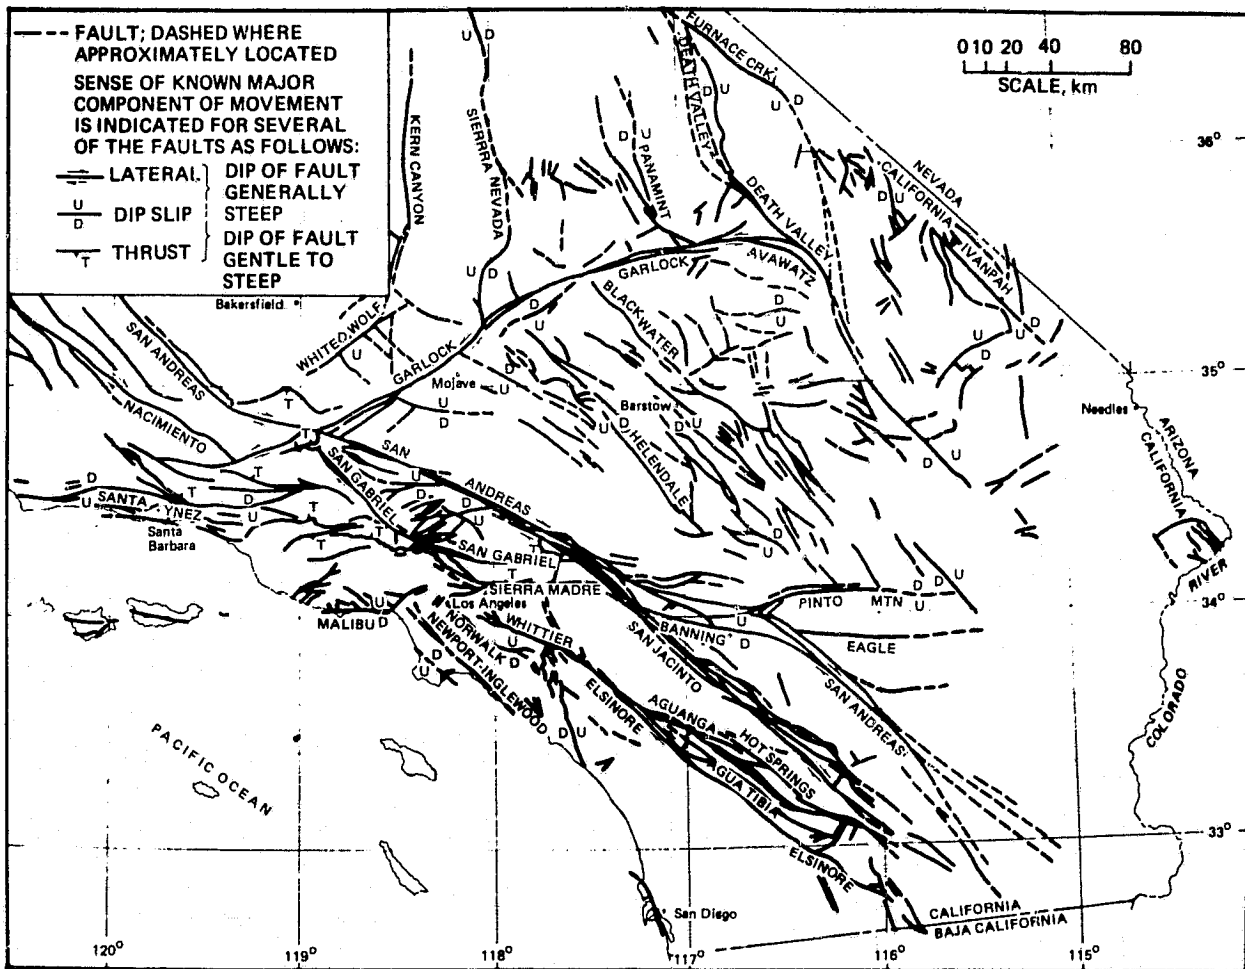 FAULT; DASHED WHERE
APPROXIMATELY LOCATED
SENSE OF KNOWN MAJOR
COMPONENT OF MOVEMENT
IS INDICATED FOR SEVERAL
OF THE FAULTS AS FOLLOWS:
LATERAL
DIP OF FAULT
GENERALLY
STEEP
U
D
DIP SLIP
T
THRUST
DIP OF FAULT
GENTLE TO
STEEP
0 10 20 40 80
SCALE, km
FURNACE CRK
DEATH VALLEY
KERN CANYON
SIERRRA NEVADA
PANAMINT
DEATH VALLEY
NEVADA
CALIFORNIA
IVANPAH
AVAWATZ
GARLOCK
BLACKWATER
Bakersfield
WHITE WOLF
SAN ANDREAS
GARLOCK
NACIMIENTO
Mojave
Barstow
HELENDALE
Needles
ARIZONA
CALIFORNIA
RIVER
COLORADO
SAN
ANDREAS
SAN GABRIEL
SANTA YNEZ
Santa
Barbara
SAN GABRIEL
SIERRA MADRE
Los Angeles
MALIBU
NORWALK
NEWPORT-INGLEWOOD
WHITTIER
ELSINORE
BANNING
SAN JACINTO
PINTO MTN
EAGLE
SAN ANDREAS
AGUANGA
HOT SPRINGS
AGUA TIBIA
ELSINORE
PACIFIC OCEAN
San Diego
CALIFORNIA
BAJA CALIFORINIA
36°
35°
34°
33°
120° 119° 118° 117° 116° 115°